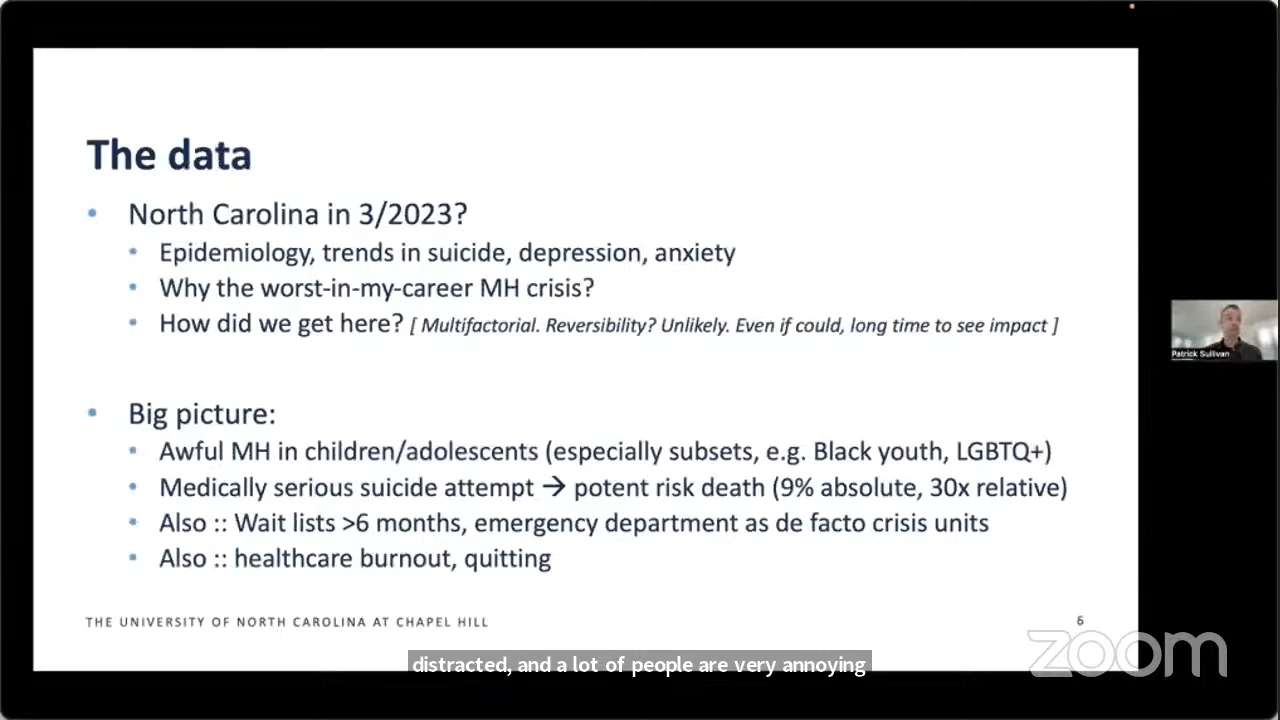 The data
• North Carolina in 3/2023?
• Epidemiology, trends in suicide, depression, anxiety
• Why the worst-in-my-career MH crisis?
• How did we get here? [ Multifactorial. Reversibility? Unlikely. Even if could, long time to see impact ]
• Big picture:
• Awful MH in children/adolescents (especially subsets, e.g. Black youth, LGBTQ+)
• Medically serious suicide attempt → potent risk death (9% absolute, 30x relative)
• Also :: Wait lists >6 months, emergency department as de facto crisis units
• Also :: healthcare burnout, quitting
THE UNIVERSITY OF NORTH CAROLINA AT CHAPEL HILL
6
distracted, and a lot of people are very annoying
Patrick Sullivan
zoom